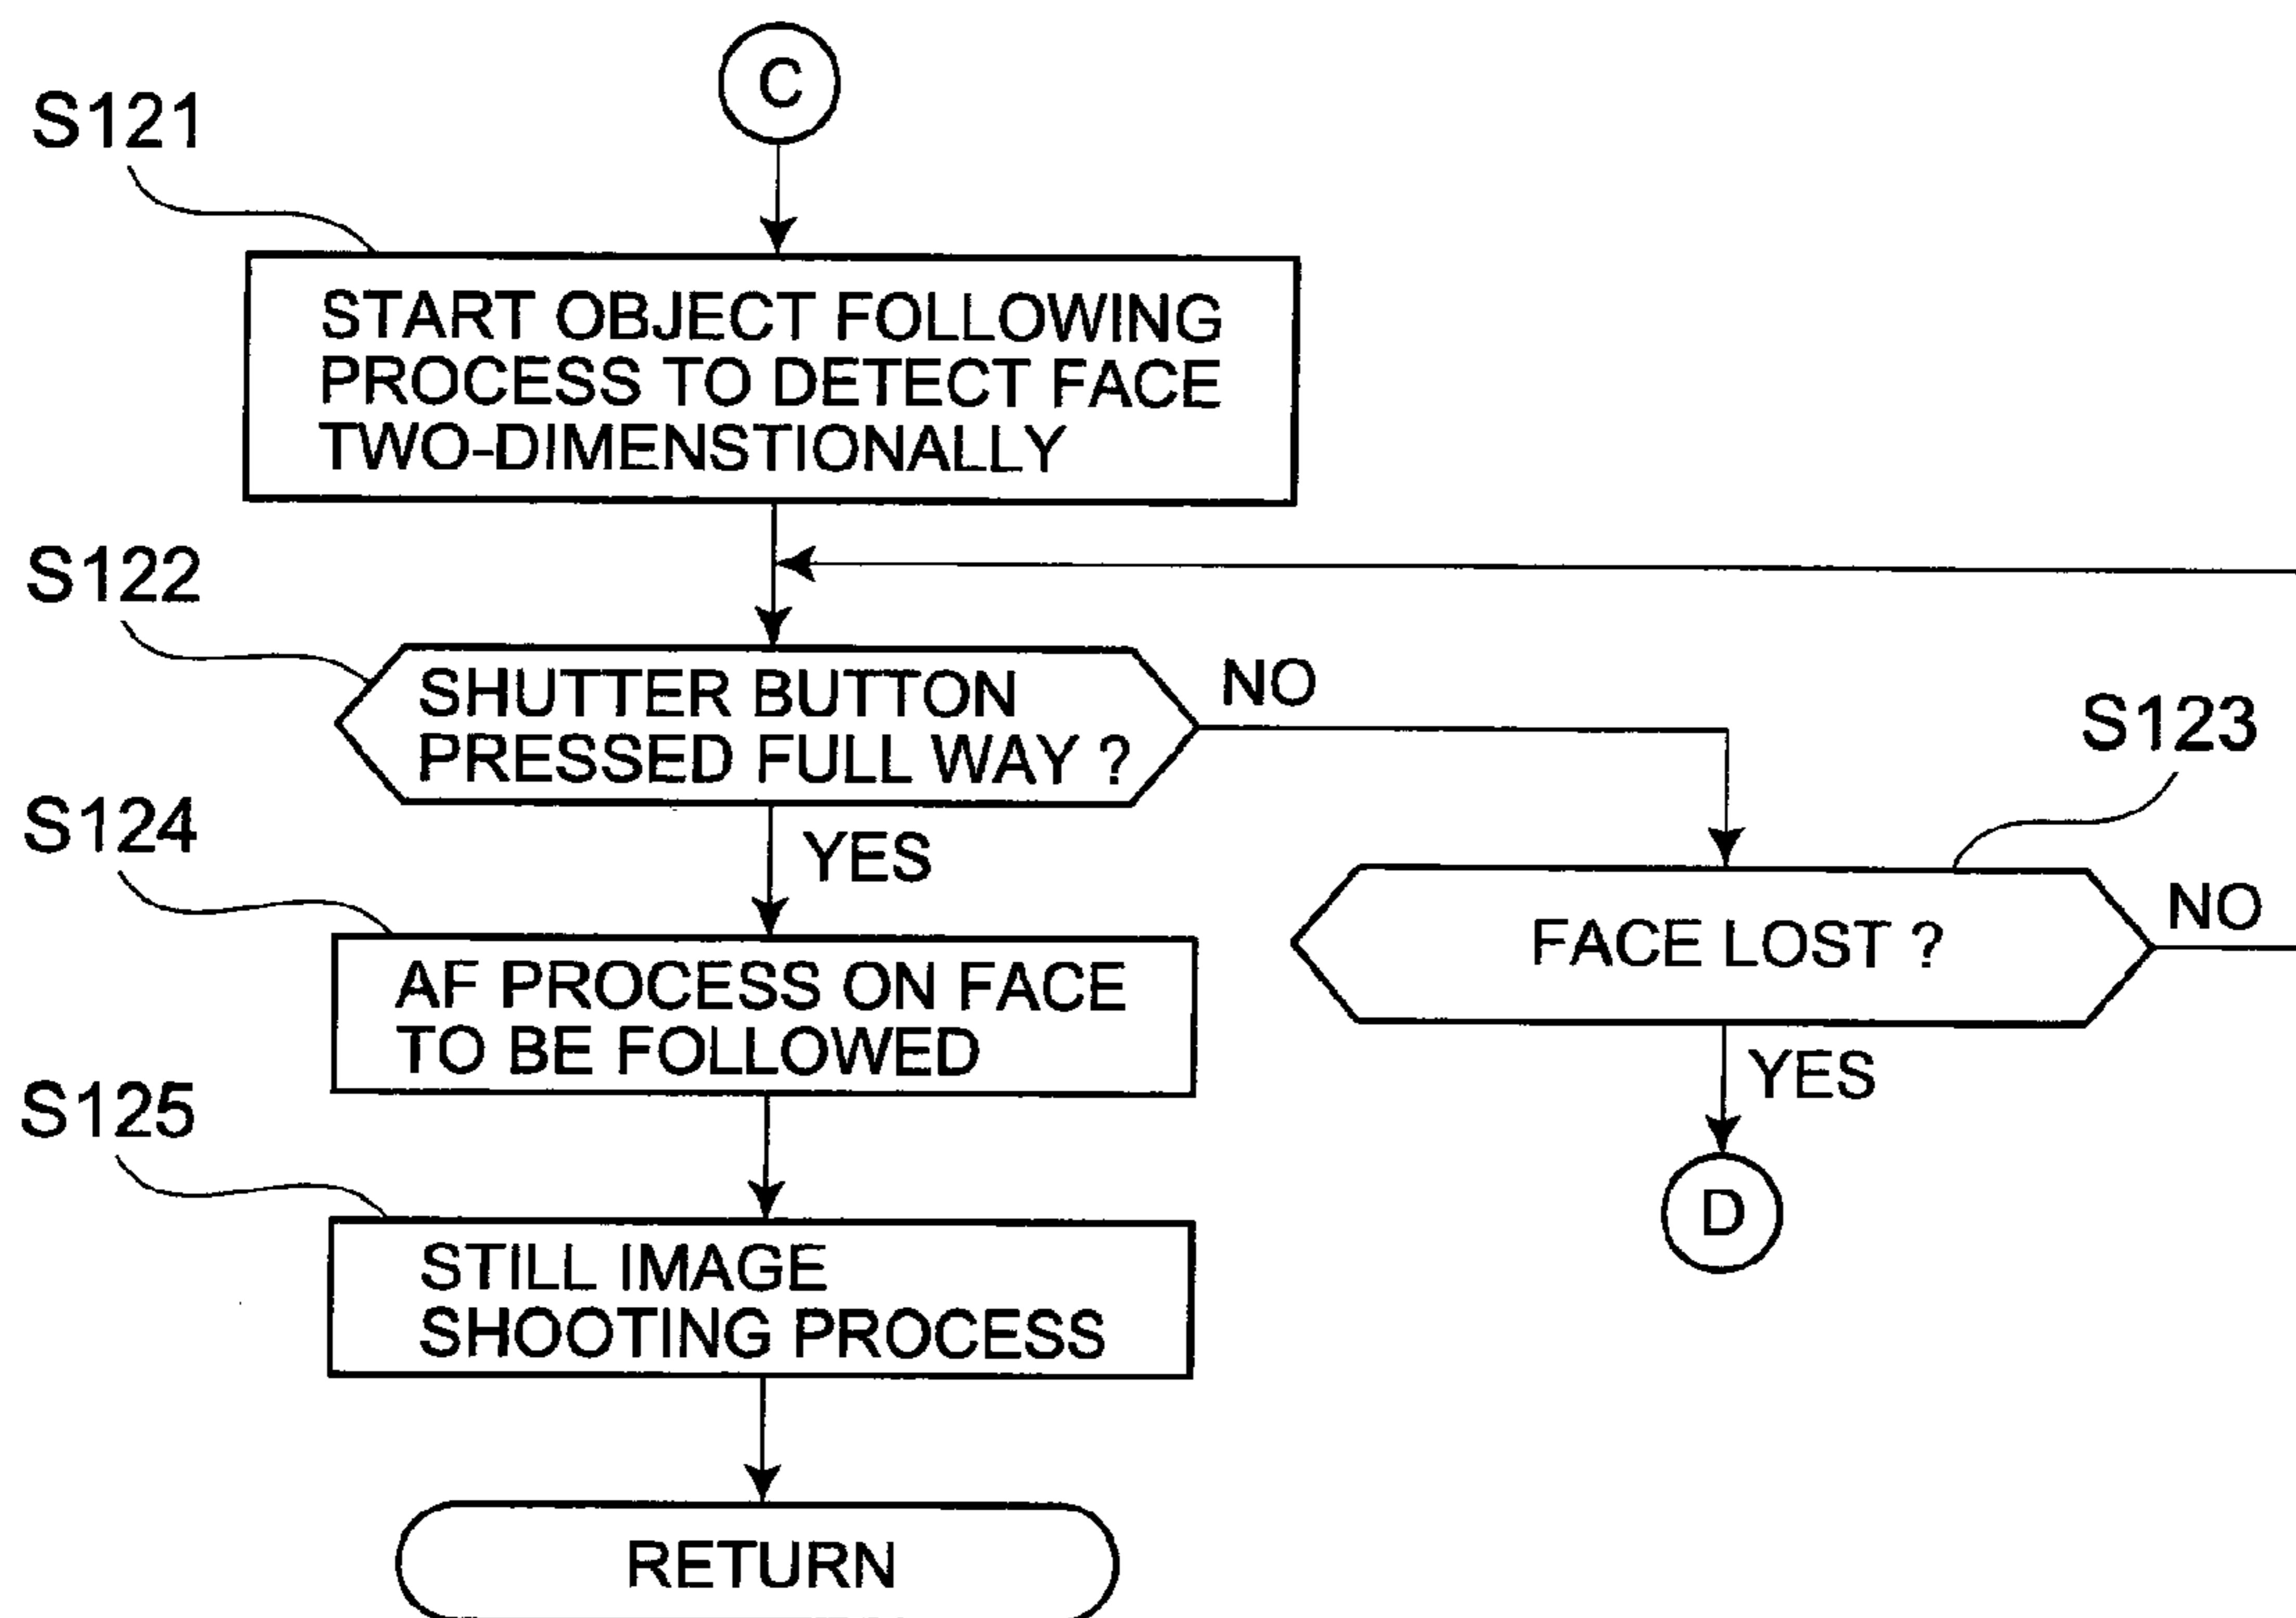 C
S121
START OBJECT FOLLOWING
PROCESS TO DETECT FACE
TWO-DIMENSTIONALLY
S122
SHUTTER BUTTON
PRESSED FULL WAY ?
NO
S123
S124
YES
FACE LOST ?
NO
AF PROCESS ON FACE
TO BE FOLLOWED
YES
S125
D
STILL IMAGE
SHOOTING PROCESS
RETURN